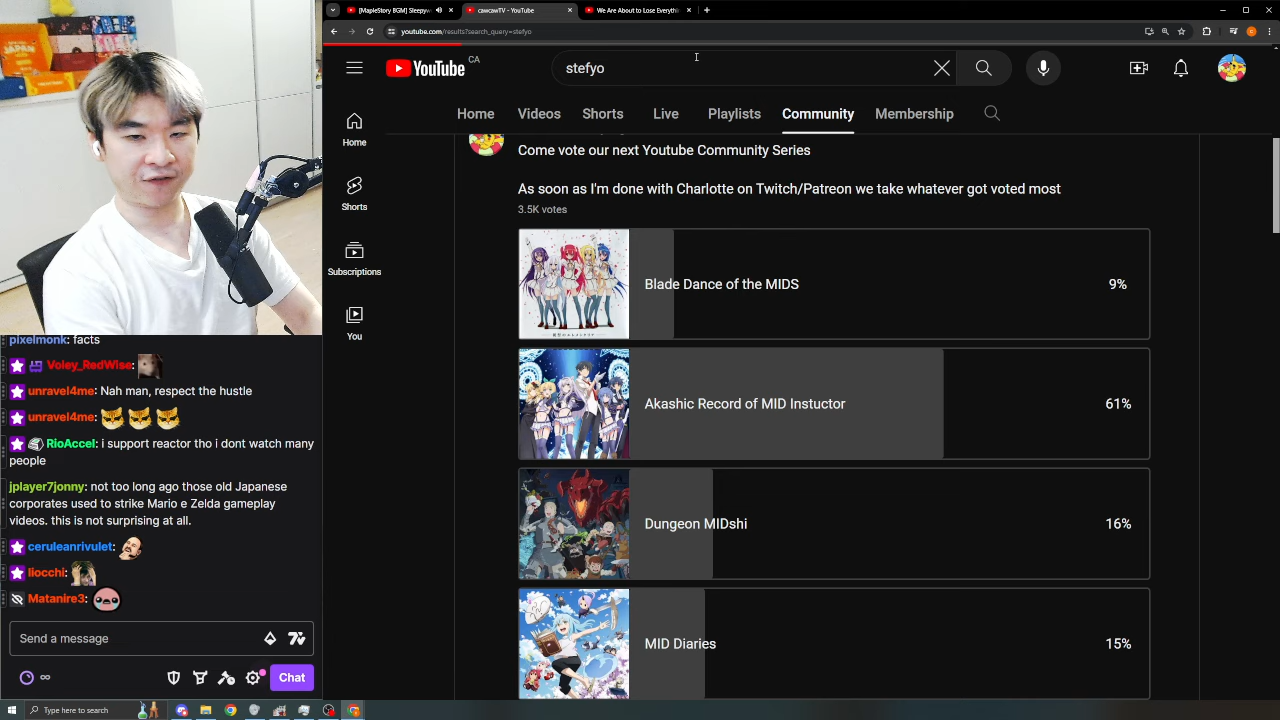 [MapleStory BGM] Sleepyw
cawcawTV - YouTube
We Are About to Lose Everythi
youtube.com/results?search_query=stefyo
YouTube CA
stefyo
Home Videos Shorts Live Playlists Community Membership
Home
Shorts
Subscriptions
You
Come vote our next Youtube Community Series
As soon as I'm done with Charlotte on Twitch/Patreon we take whatever got voted most
3.5K votes
Blade Dance of the MIDS 9%
Akashic Record of MID Instuctor 61%
Dungeon MIDshi 16%
MID Diaries 15%
JAPAN
pixelmonk: facts
Voley_RedWise:
unravel4me: Nah man, respect the hustle
unravel4me:
RioAccel: i support reactor tho i dont watch many
people
jplayer7jonny: not too long ago those old Japanese
corporates used to strike Mario e Zelda gameplay
videos. this is not surprising at all.
ceruleanrivulet:
liocchi:
Matanire3:
Send a message
Chat
Type here to search